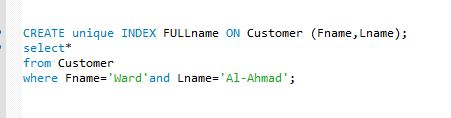 CREATE unique INDEX FULLname ON Customer (Fname,Lname);
select*
from Customer
where Fname='Ward'and Lname='Al-Ahmad';